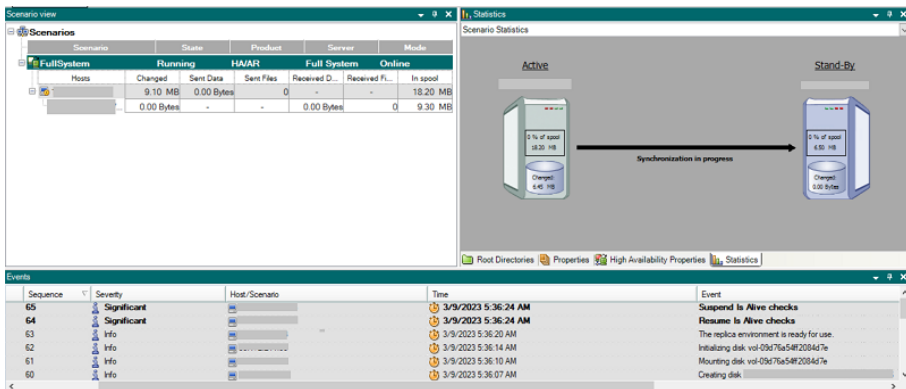 Scenario view
Scenarios
Scenario State Product Server Mode
FullSystem Running HA/AR Full System Online
Hosts Changed Sent Data Sent Files Received D... Received Fi... In spool
9.10 MB 0.00 Bytes 0 - - 18.20 MB
0.00 Bytes - - 0.00 Bytes 0 9.30 MB
Statistics
Scenario Statistics
Active
Stand-By
0 % of spool
18.20 MB
Changed:
6.45 MB
Synchronization in progress
0 % of spool
6.50 MB
Changed:
0.00 Bytes
Root Directories Properties High Availability Properties Statistics
Events
Sequence Severity Host/Scenario Time Event
65 Significant 3/9/2023 5:36:24 AM Suspend Is Alive checks
64 Significant 3/9/2023 5:36:24 AM Resume Is Alive checks
63 Info 3/9/2023 5:36:20 AM The replica environment is ready for use.
62 Info 3/9/2023 5:36:14 AM Initializing disk vol-09d76a54ff2084d7e
61 Info 3/9/2023 5:36:10 AM Mounting disk vol-09d76a54ff2084d7e
60 Info 3/9/2023 5:36:07 AM Creating disk